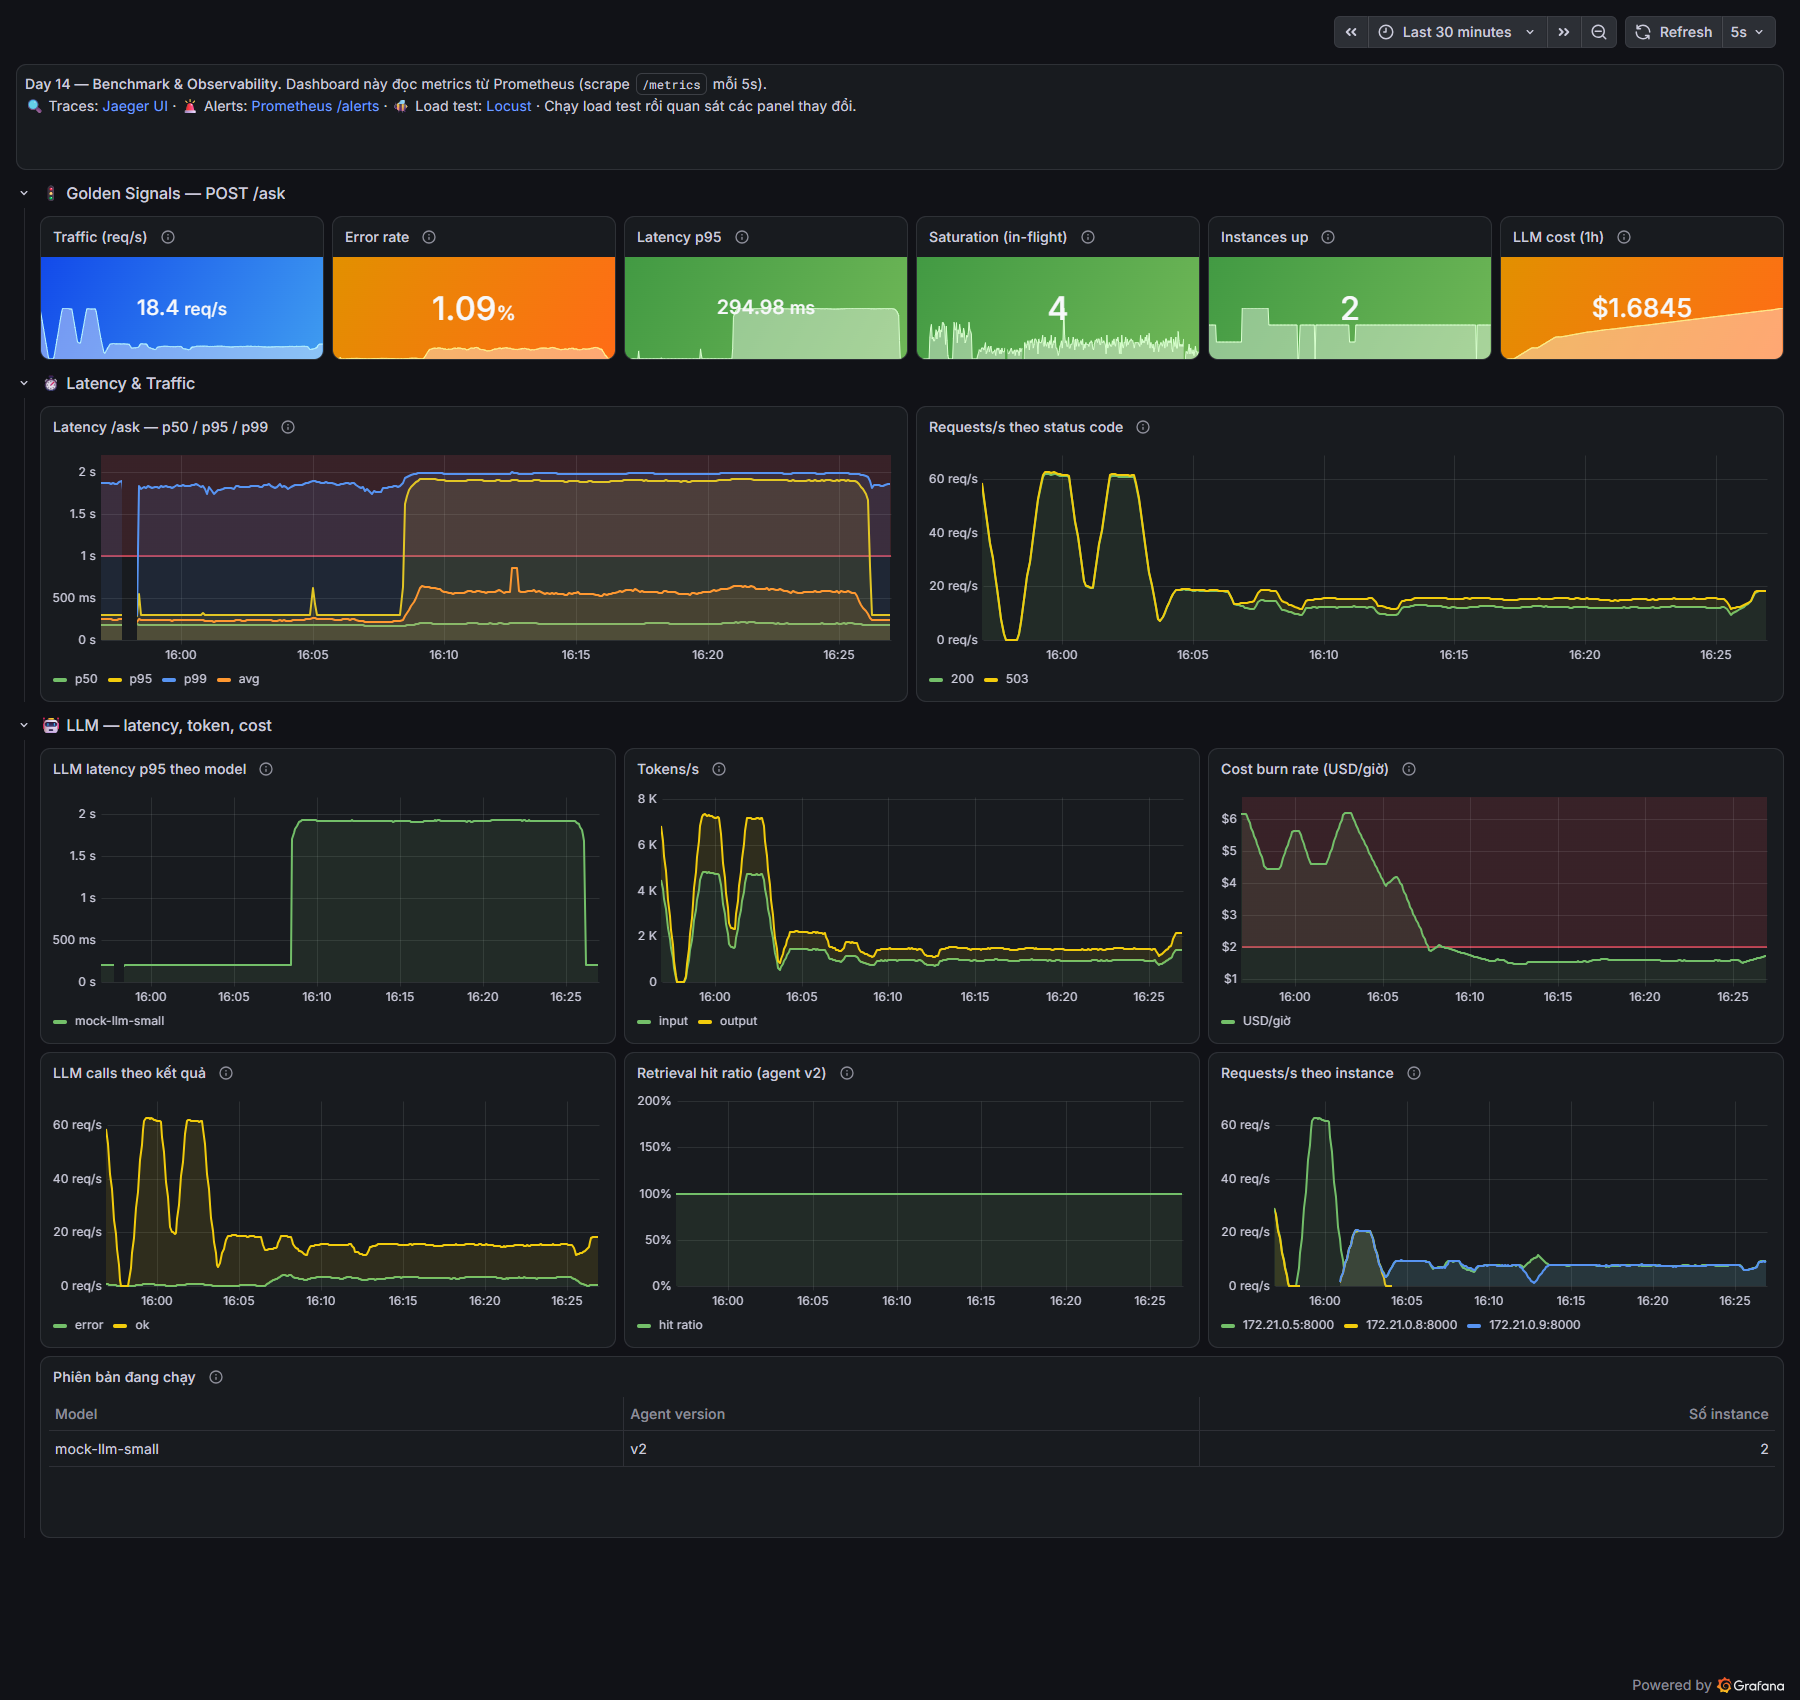 Last 30 minutes
Refresh
5s
Day 14 — Benchmark & Observability. Dashboard này đọc metrics từ Prometheus (scrape /metrics mỗi 5s).
Traces: Jaeger UI · Alerts: Prometheus /alerts · Load test: Locust · Chạy load test rồi quan sát các panel thay đổi.
Golden Signals — POST /ask
Traffic (req/s)
18.4 req/s
Error rate
1.09%
Latency p95
294.98 ms
Saturation (in-flight)
4
Instances up
2
LLM cost (1h)
$1.6845
Latency & Traffic
Latency /ask — p50 / p95 / p99
2 s
1.5 s
1 s
500 ms
0 s
16:00 16:05 16:10 16:15 16:20 16:25
p50 p95 p99 avg
Requests/s theo status code
60 req/s
40 req/s
20 req/s
0 req/s
16:00 16:05 16:10 16:15 16:20 16:25
200 503
LLM — latency, token, cost
LLM latency p95 theo model
2 s
1.5 s
1 s
500 ms
0 s
16:00 16:05 16:10 16:15 16:20 16:25
mock-llm-small
Tokens/s
8 K
6 K
4 K
2 K
0
16:00 16:05 16:10 16:15 16:20 16:25
input output
Cost burn rate (USD/giờ)
$6
$5
$4
$3
$2
$1
16:00 16:05 16:10 16:15 16:20 16:25
USD/giờ
LLM calls theo kết quả
60 req/s
40 req/s
20 req/s
0 req/s
16:00 16:05 16:10 16:15 16:20 16:25
error ok
Retrieval hit ratio (agent v2)
200%
150%
100%
50%
0%
16:00 16:05 16:10 16:15 16:20 16:25
hit ratio
Requests/s theo instance
60 req/s
40 req/s
20 req/s
0 req/s
16:00 16:05 16:10 16:15 16:20 16:25
172.21.0.5:8000 172.21.0.8:8000 172.21.0.9:8000
Phiên bản đang chạy
Model Agent version Số instance
mock-llm-small v2 2
Powered by Grafana